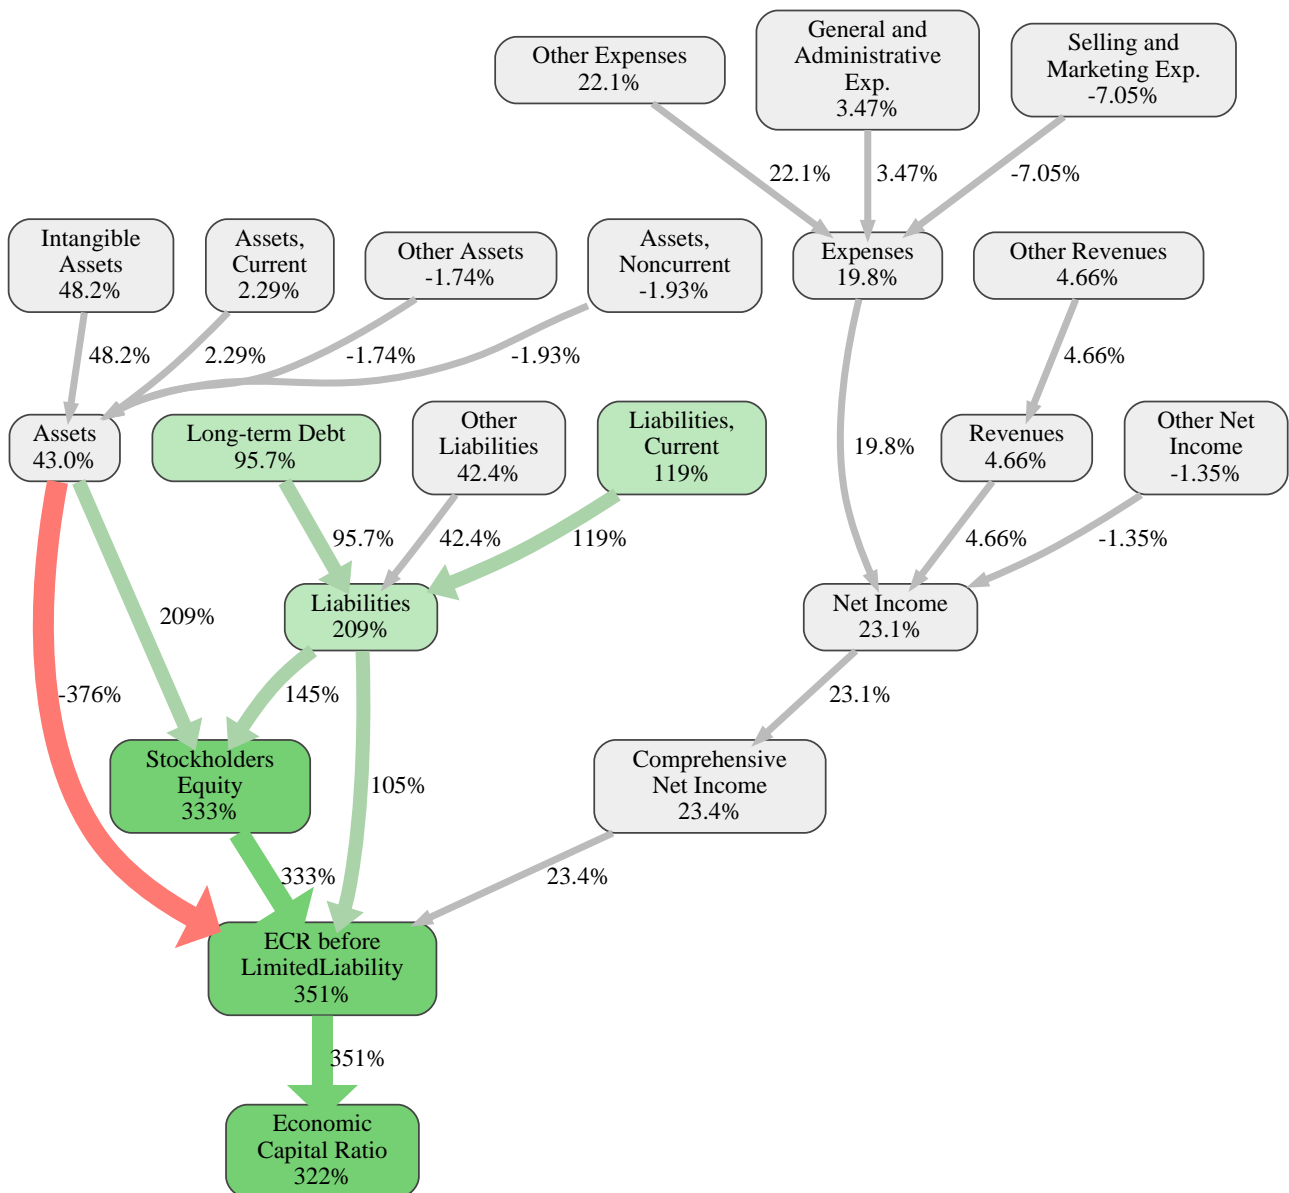 Other Expenses
22.1%
General and
Administrative
Exp.
3.47%
Selling and
Marketing Exp.
-7.05%
22.1%
3.47%
-7.05%
Intangible
Assets
48.2%
Assets,
Current
2.29%
Other Assets
-1.74%
Assets,
Noncurrent
-1.93%
Expenses
19.8%
Other Revenues
4.66%
48.2%
2.29%
-1.74%
-1.93%
4.66%
Assets
43.0%
Long-term Debt
95.7%
Other
Liabilities
42.4%
Liabilities,
Current
119%
19.8%
Revenues
4.66%
Other Net
Income
-1.35%
95.7%
42.4%
119%
4.66%
-1.35%
209%
Liabilities
209%
Net Income
23.1%
-376%
145%
23.1%
Stockholders
Equity
333%
105%
Comprehensive
Net Income
23.4%
333%
23.4%
ECR before
LimitedLiability
351%
351%
Economic
Capital Ratio
322%